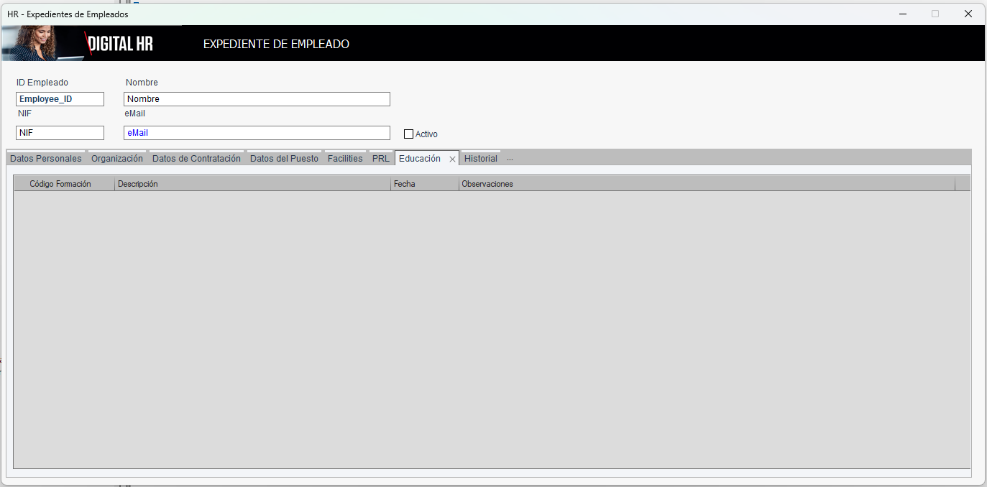 HR - Expedientes de Empleados
DIGITAL HR
EXPEDIENTE DE EMPLEADO
ID Empleado Nombre
Employee_ID Nombre
NIF eMail
NIF eMail Activo
Datos Personales Organización Datos de Contratación Datos del Puesto Facilities PRL Educación Historial ...
Código Formación Descripción Fecha Observaciones